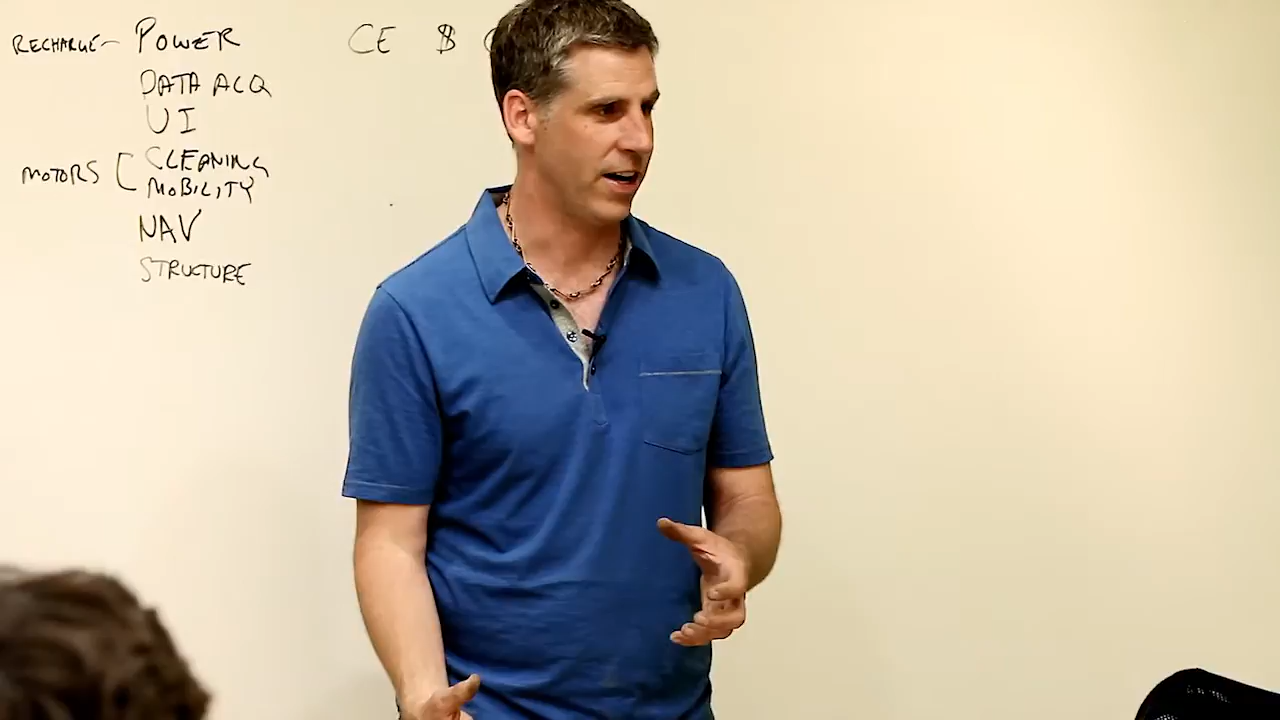 RECHARGE- POWER CE $
DATA ACQ
UI
CLEANING
MOTORS [
MOBILITY
NAV
STRUCTURE